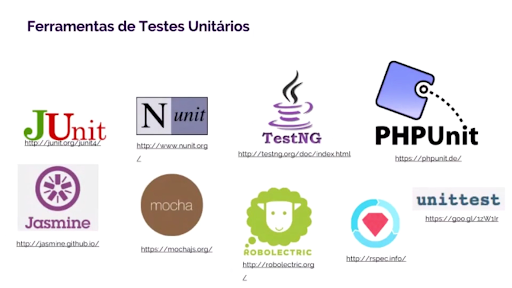 Ferramentas de Testes Unitários
JUnit
http://junit.org/junit4/
N unit
http://www.nunit.org
/
TestNG
http://testng.org/doc/index.html
PHPUnit
https://phpunit.de/
Jasmine
http://jasmine.github.io/
mocha
https://mochajs.org/
ROBOLECTRIC
http://robolectric.org
/
http://rspec.info/
unittest
https://goo.gl/1zW1Ir